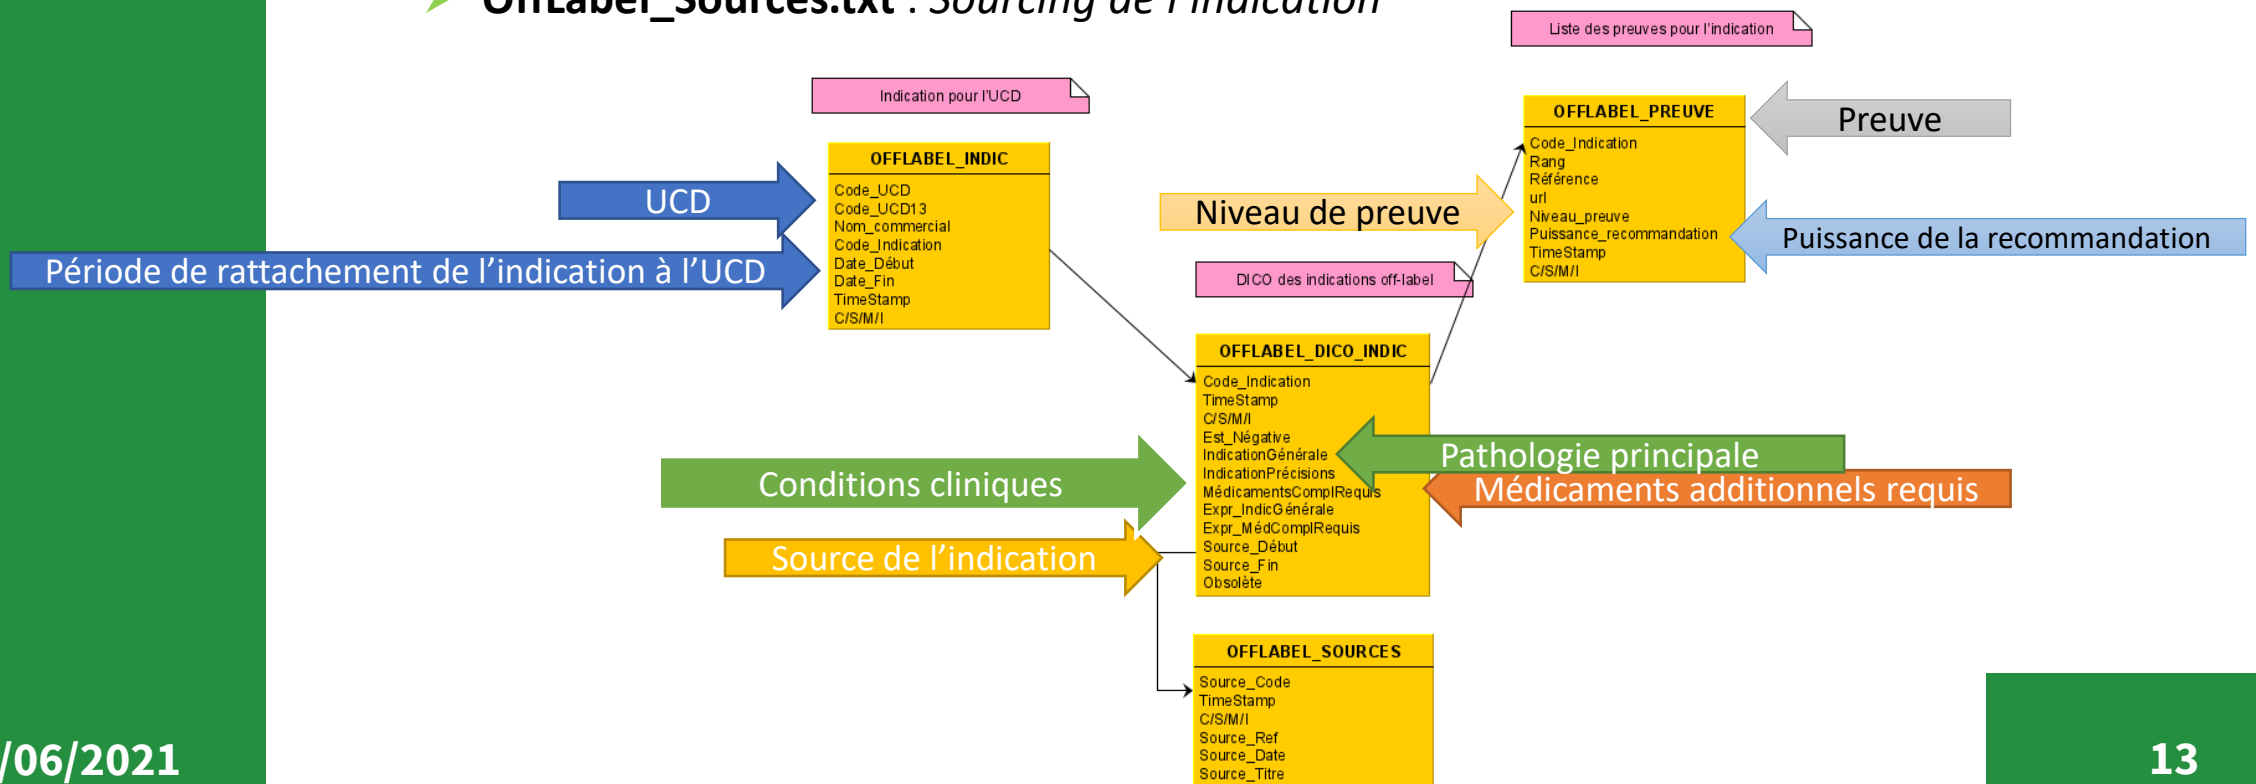 OffLabel_Sources.txt : Sourcing de l'indication
Liste des preuves pour l'indication
Indication pour l'UCD
OFFLABEL_PREUVE
Code_Indication
Rang
Référence
url
Niveau_preuve
Puissance_recommandation
TimeStamp
C/S/M/I
Preuve
OFFLABEL_INDIC
Code_UCD
Code_UCD13
Nom_commercial
Code_Indication
Date_Début
Date_Fin
TimeStamp
C/S/M/I
UCD
Niveau de preuve
Puissance de la recommandation
Période de rattachement de l'indication à l'UCD
DICO des indications off-label
OFFLABEL_DICO_INDIC
Code_Indication
TimeStamp
C/S/M/I
Est_Négative
IndicationGénérale
IndicationPrécisions
MédicamentsComplRequis
Expr_IndicGénérale
Expr_MédComplRequis
Source_Début
Source_Fin
Obsolète
Pathologie principale
Conditions cliniques
Médicaments additionnels requis
Source de l'indication
OFFLABEL_SOURCES
Source_Code
TimeStamp
C/S/M/I
Source_Ref
Source_Date
Source_Titre
/06/2021
13